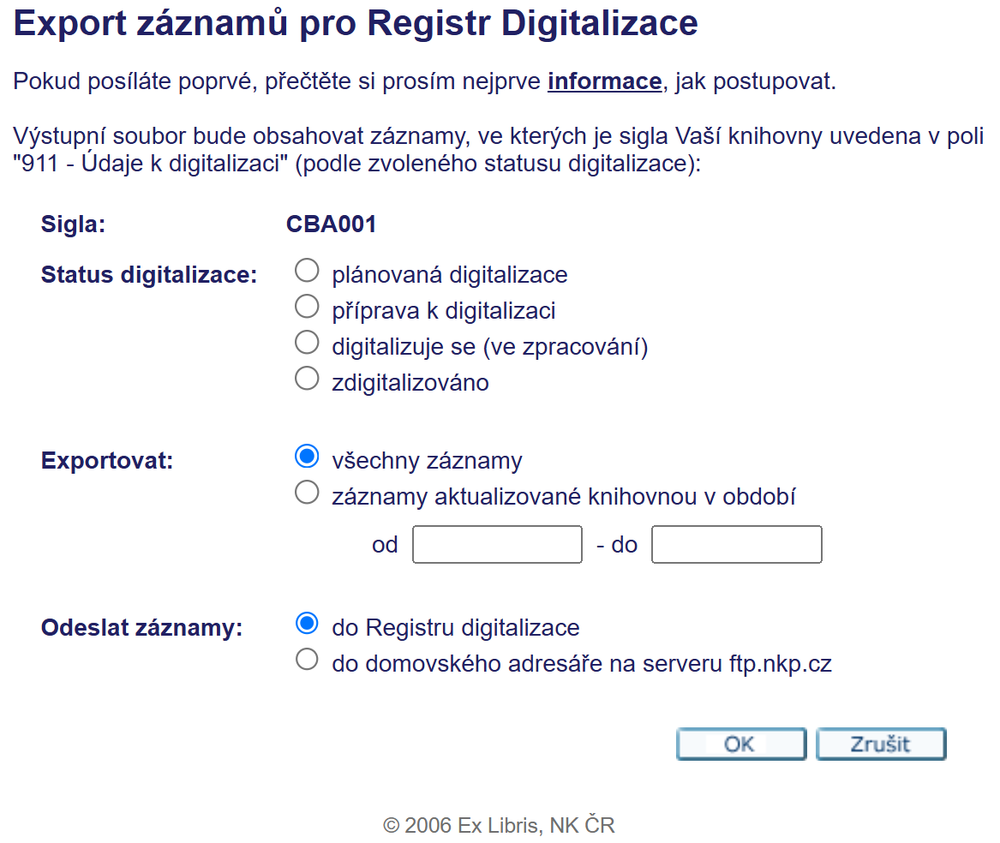 Export záznamů pro Registr Digitalizace
Pokud posíláte poprvé, přečtěte si prosím nejprve informace, jak postupovat.
Výstupní soubor bude obsahovat záznamy, ve kterých je sigla Vaší knihovny uvedena v poli
"911 - Údaje k digitalizaci" (podle zvoleného statusu digitalizace):
Sigla: CBA001
Status digitalizace: plánovaná digitalizace
příprava k digitalizaci
digitalizuje se (ve zpracování)
zdigitalizováno
Exportovat: všechny záznamy
záznamy aktualizované knihovnou v období
od - do
Odeslat záznamy: do Registru digitalizace
do domovského adresáře na serveru ftp.nkp.cz
OK Zrušit
© 2006 Ex Libris, NK ČR